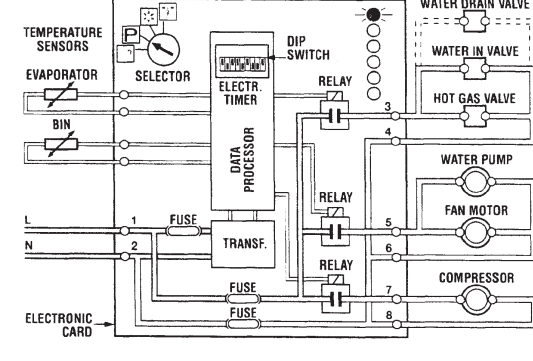 WATER DRAIN VALVE
TEMPERATURE
SENSORS
P
DIP
SWITCH
WATER IN VALVE
EVAPORATOR
SELECTOR
RELAY
ELECTR.
TIMER
HOT GAS VALVE
3
BIN
4
DATA
PROCESSOR
WATER PUMP
RELAY
L
1
FUSE
5
FAN MOTOR
N
2
TRANSF.
6
RELAY
COMPRESSOR
FUSE
7
FUSE
8
ELECTRONIC
CARD